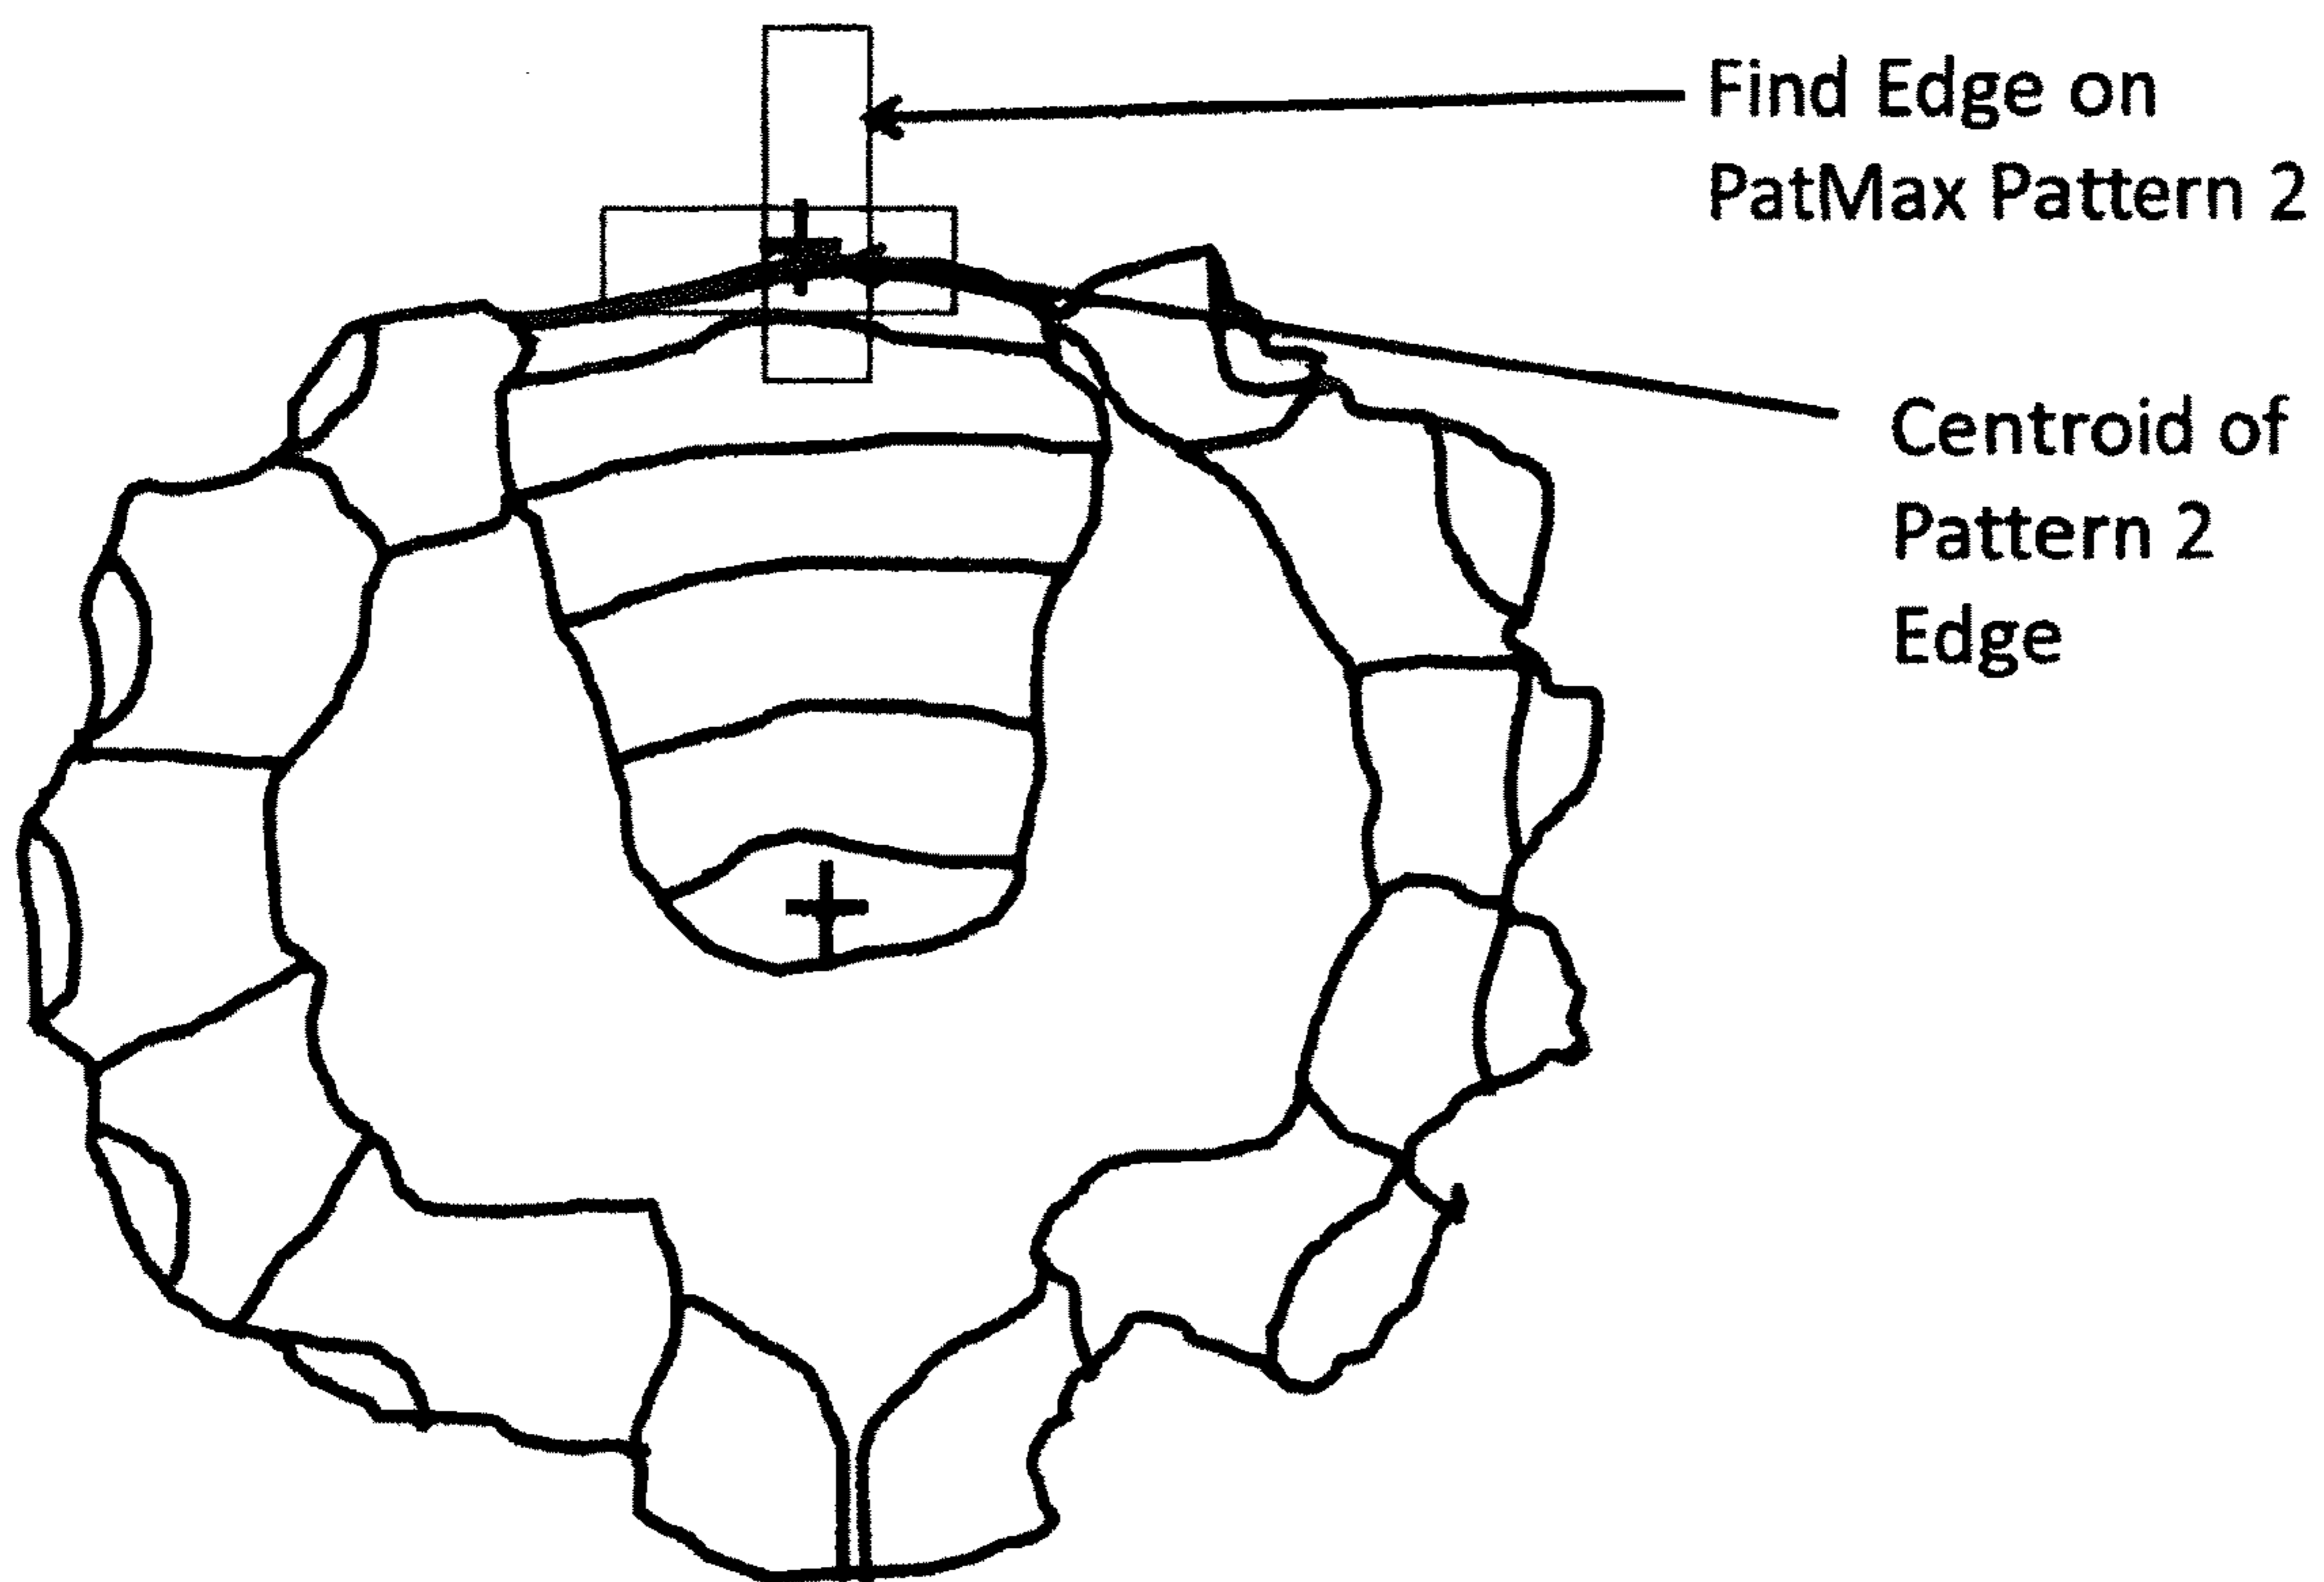 Find Edge on
PatMax Pattern 2
Centroid of
Pattern 2
Edge